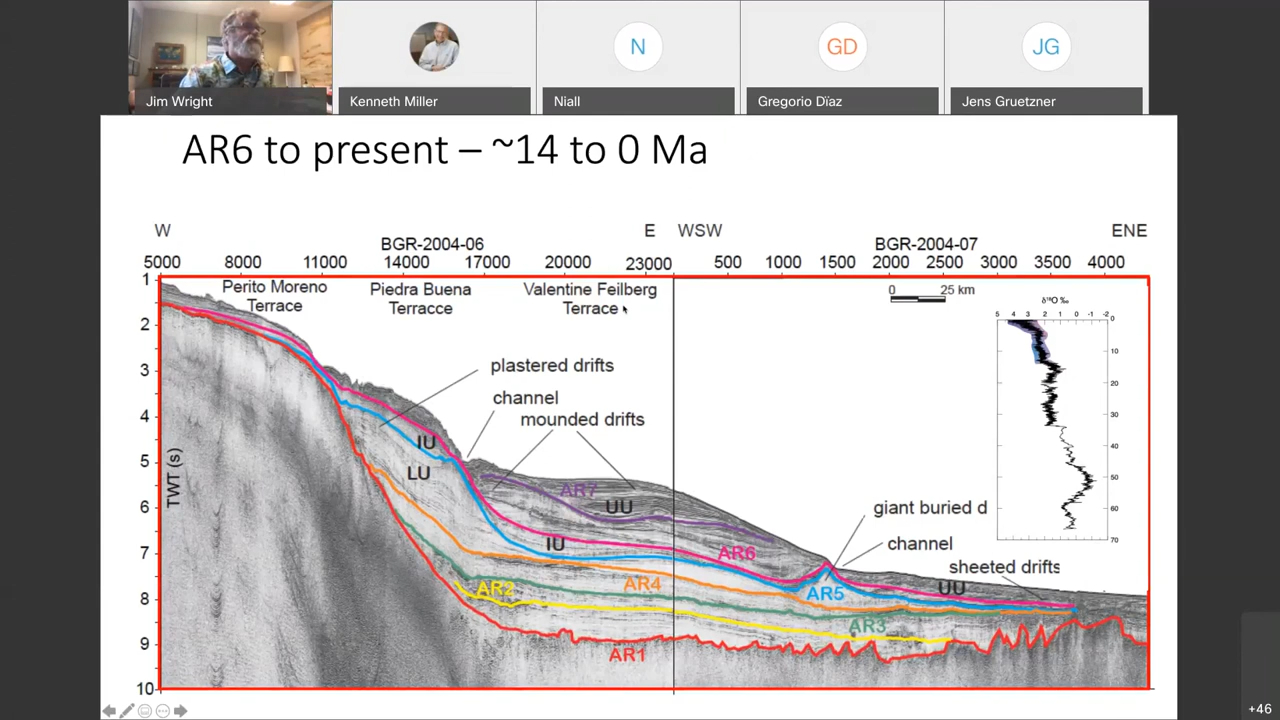 Jim Wright
Kenneth Miller
N
Niall
GD
Gregorio Dïaz
JG
Jens Gruetzner
AR6 to present – ~14 to 0 Ma
W
BGR-2004-06
E
WSW
BGR-2004-07
ENE
5000 8000 11000 14000 17000 20000 23000 500 1000 1500 2000 2500 3000 3500 4000
1
2
3
4
5
6
7
8
9
10
TWT (s)
Perito Moreno
Terrace
Piedra Buena
Terracce
Valentine Feilberg
Terrace
0 25 km
δ¹⁸O ‰
5 4 3 2 1 0 -1 -2
0
10
20
30
40
50
60
70
plastered drifts
channel
mounded drifts
IU
LU
AR7
UU
IU
AR6
giant buried d
channel
sheeted drifts
AR2
AR4
AR5
UU
AR3
AR1
+46